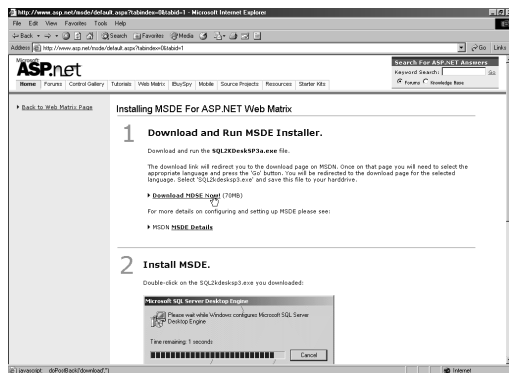 http://www.asp.net/msde/default.aspx?tabindex=0&tabid=1 - Microsoft Internet Explorer
File Edit View Favorites Tools Help
Back Search Favorites Media
Address http://www.asp.net/msde/default.aspx?tabindex=0&tabid=1 Go Links
Microsoft
ASP.net
Search For ASP.NET Answers
Keyword Search: Go
Forums Knowledge Base
Home Forums Control Gallery Tutorials Web Matrix IBuySpy Mobile Source Projects Resources Starter Kits
Back to Web Matrix Page
Installing MSDE For ASP.NET Web Matrix
1 Download and Run MSDE Installer.
Download and run the SQL2KDeskSP3a.exe file.
The download link will redirect you to the download page on MSDN. Once on that page you will need to select the
appropriate language and press the 'Go' button. You will be redirected to the download page for the selected
language. Select 'SQL2kdesksp3.exe' and save this file to your harddrive.
Download MDSE Now! (70MB)
For more details on configuring and setting up MSDE please see:
MSDN MSDE Details
2 Install MSDE.
Double-click on the SQL2kdesksp3.exe you downloaded:
Microsoft SQL Server Desktop Engine
Please wait while Windows configures Microsoft SQL Server
Desktop Engine
Time remaining: 1 seconds
Cancel
javascript:__doPostBack('download','')
Internet